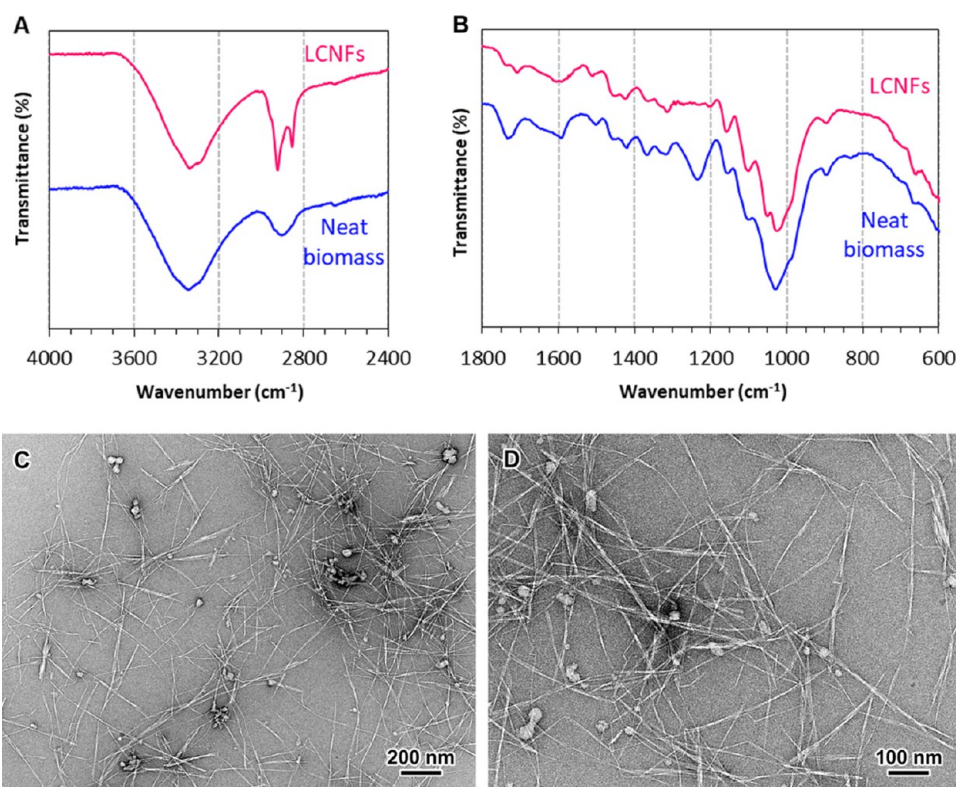 A
LCNFs
Neat
biomass
Transmittance (%)
4000 3600 3200 2800 2400
Wavenumber (cm⁻¹)
B
LCNFs
Neat
biomass
Transmittance (%)
1800 1600 1400 1200 1000 800 600
Wavenumber (cm⁻¹)
C
200 nm
D
100 nm